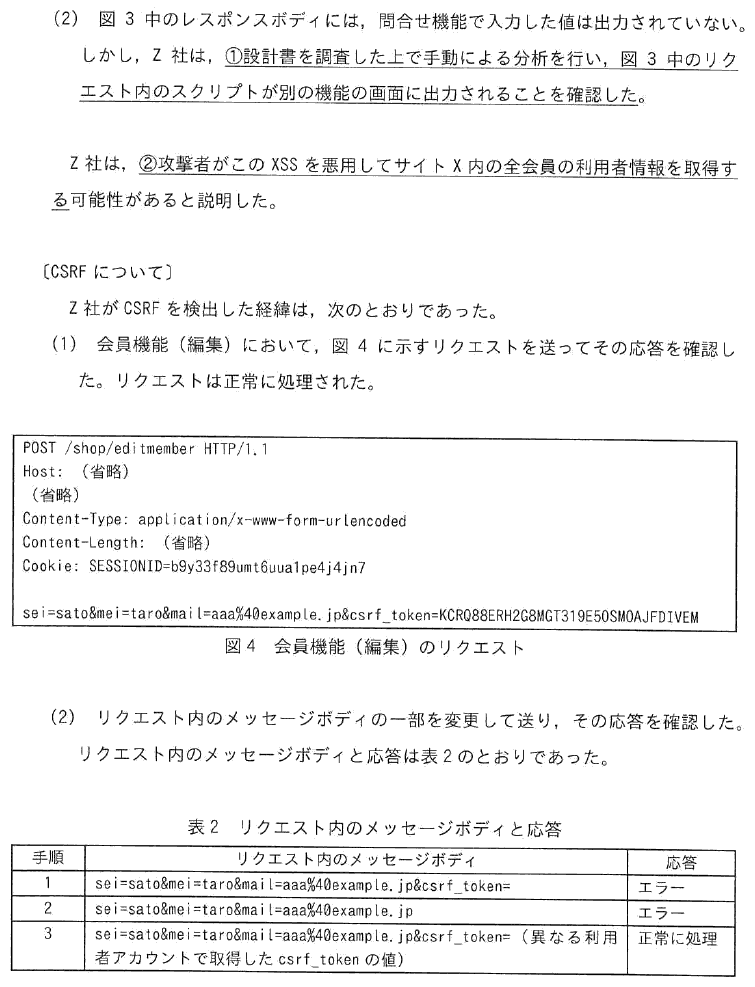 (2) 図 3 中のレスポンスボディには，問合せ機能で入力した値は出力されていない。
しかし，Z 社は，①設計書を調査した上で手動による分析を行い，図 3 中のリク
エスト内のスクリプトが別の機能の画面に出力されることを確認した。
Z 社は，②攻撃者がこの XSS を悪用してサイト X 内の全会員の利用者情報を取得す
る可能性があると説明した。
〔CSRF について〕
Z 社が CSRF を検出した経緯は，次のとおりであった。
(1) 会員機能（編集）において，図 4 に示すリクエストを送ってその応答を確認し
た。リクエストは正常に処理された。
POST /shop/editmember HTTP/1.1
Host: （省略）
（省略）
Content-Type: application/x-www-form-urlencoded
Content-Length: （省略）
Cookie: SESSIONID=b9y33f89umt6uua1pe4j4jn7
sei=sato&mei=taro&mail=aaa%40example.jp&csrf_token=KCRQ88ERH2G8MGT319E5OSMOAJFDIVEM
図 4 会員機能（編集）のリクエスト
(2) リクエスト内のメッセージボディの一部を変更して送り，その応答を確認した。
リクエスト内のメッセージボディと応答は表 2 のとおりであった。
表 2 リクエスト内のメッセージボディと応答
手順 リクエスト内のメッセージボディ 応答
1 sei=sato&mei=taro&mail=aaa%40example.jp&csrf_token= エラー
2 sei=sato&mei=taro&mail=aaa%40example.jp エラー
3 sei=sato&mei=taro&mail=aaa%40example.jp&csrf_token=（異なる利用 正常に処理
者アカウントで取得した csrf_token の値）